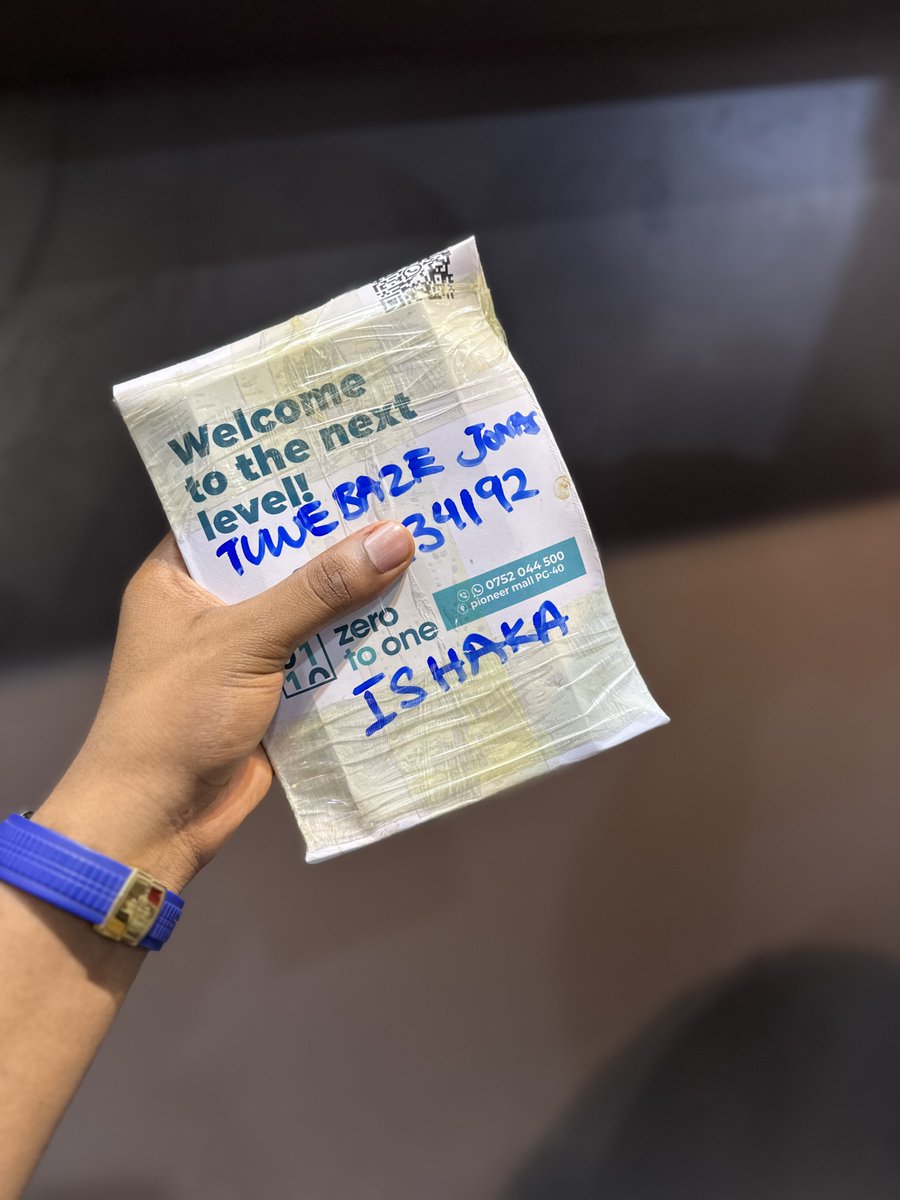 Welcome
to the next
level!
TUWEBAZE Jonas
34192
0752 044 500
pioneer mall PG-40
zero
to one
ISHAKA